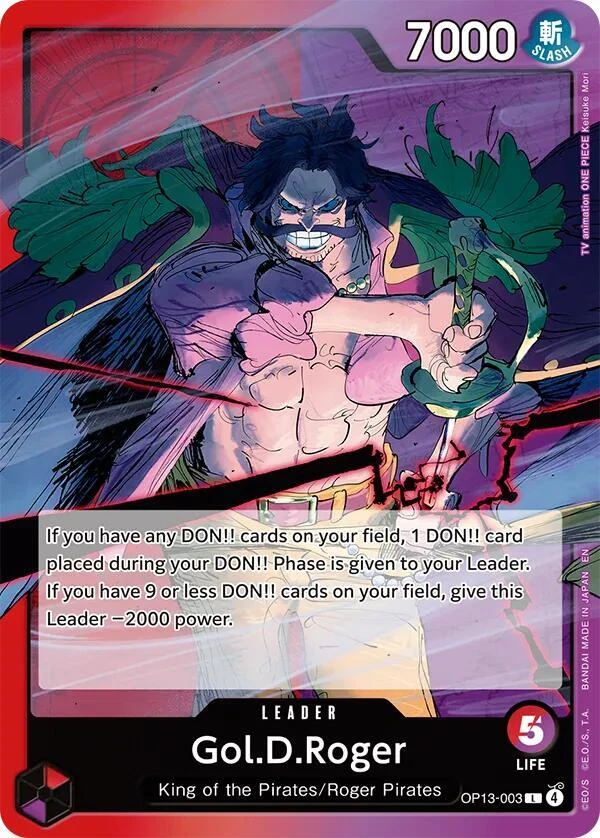 7000
斬
SLASH
TV animation ONE PIECE Keisuke Mori
If you have any DON!! cards on your field, 1 DON!! card
placed during your DON!! Phase is given to your Leader.
If you have 9 or less DON!! cards on your field, give this
Leader −2000 power.
BANDAI MADE IN JAPAN EN
©EO/S ©E.O./S., T.A.
LEADER
Gol.D.Roger
5
LIFE
King of the Pirates/Roger Pirates
OP13-003 L 4